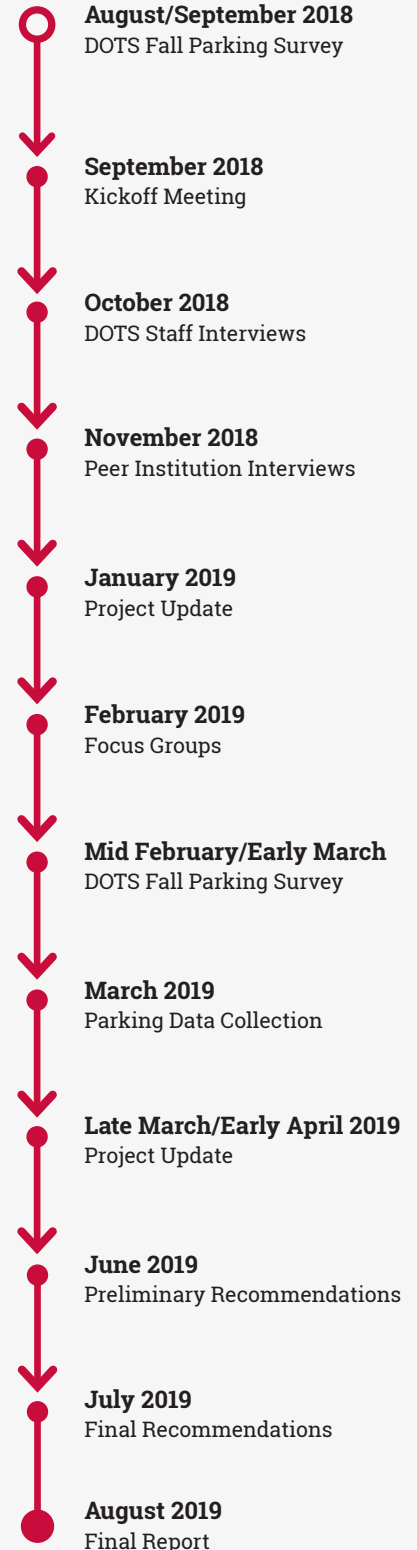 August/September 2018
DOTS Fall Parking Survey
September 2018
Kickoff Meeting
October 2018
DOTS Staff Interviews
November 2018
Peer Institution Interviews
January 2019
Project Update
February 2019
Focus Groups
Mid February/Early March
DOTS Fall Parking Survey
March 2019
Parking Data Collection
Late March/Early April 2019
Project Update
June 2019
Preliminary Recommendations
July 2019
Final Recommendations
August 2019
Final Report